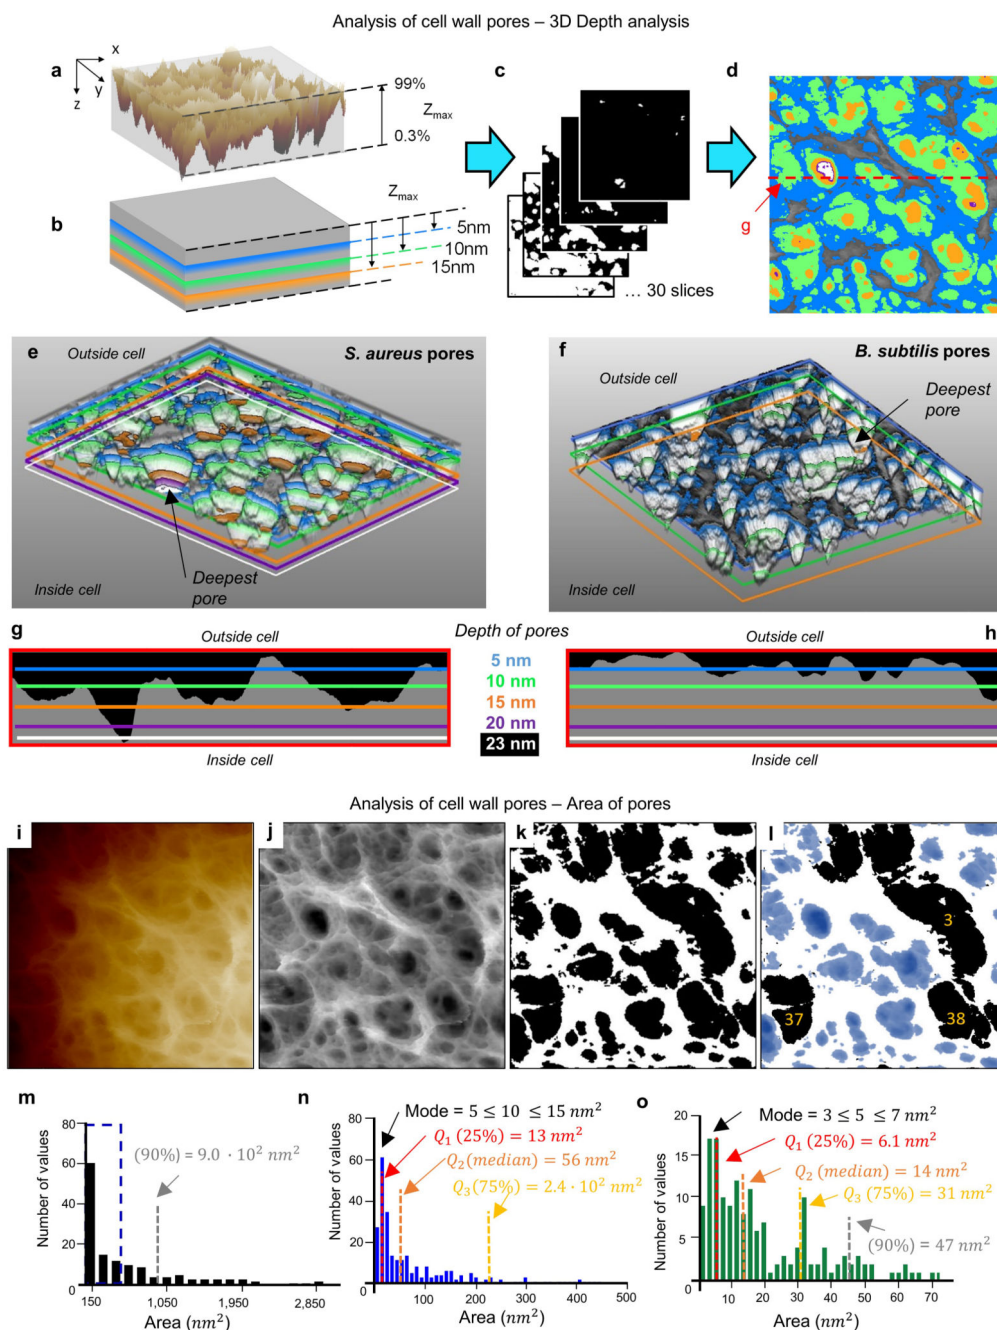 Analysis of cell wall pores – 3D Depth analysis
a
x
y
z
99%
Zmax
0.3%
b
Zmax
5nm
10nm
15nm
c
... 30 slices
d
g
e
Outside cell
S. aureus pores
Deepest
pore
Inside cell
f
B. subtilis pores
Outside cell
Deepest
pore
Inside cell
g
Outside cell
Inside cell
Depth of pores
5 nm
10 nm
15 nm
20 nm
23 nm
h
Outside cell
Inside cell
Analysis of cell wall pores – Area of pores
i
j
k
l
3
37
38
m
Number of values
80
60
40
20
0
(90%) = 9.0 · 10² nm²
150
1,050
1,950
2,850
Area (nm²)
n
Number of values
80
60
40
20
0
Mode = 5 ≤ 10 ≤ 15 nm²
Q₁ (25%) = 13 nm²
Q₂ (median) = 56 nm²
Q₃ (75%) = 2.4 · 10² nm²
100
200
300
400
500
Area (nm²)
o
Number of values
20
15
10
5
0
Mode = 3 ≤ 5 ≤ 7 nm²
Q₁ (25%) = 6.1 nm²
Q₂ (median) = 14 nm²
Q₃ (75%) = 31 nm²
(90%) = 47 nm²
10
20
30
40
50
60
70
Area (nm²)